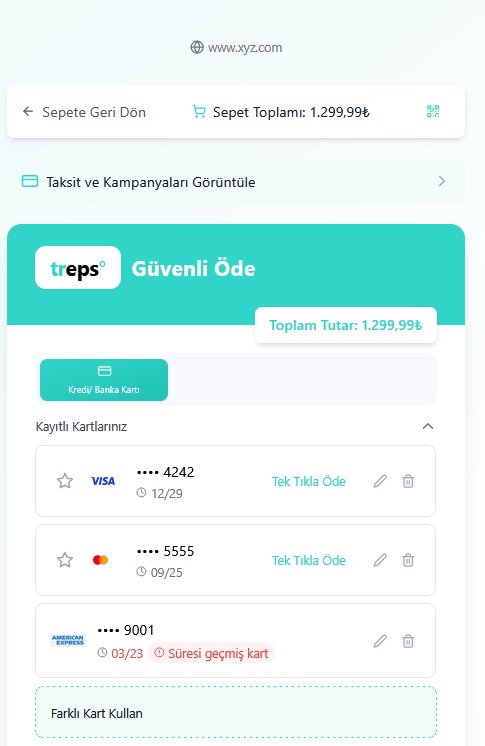 www.xyz.com
Sepete Geri Dön
Sepet Toplamı: 1.299,99₺
Taksit ve Kampanyaları Görüntüle
treps°
Güvenli Öde
Toplam Tutar: 1.299,99₺
Kredi/ Banka Kartı
Kayıtlı Kartlarınız
VISA
•••• 4242
12/29
Tek Tıkla Öde
•••• 5555
09/25
Tek Tıkla Öde
AMERICAN
EXPRESS
•••• 9001
03/23
Süresi geçmiş kart
Farklı Kart Kullan